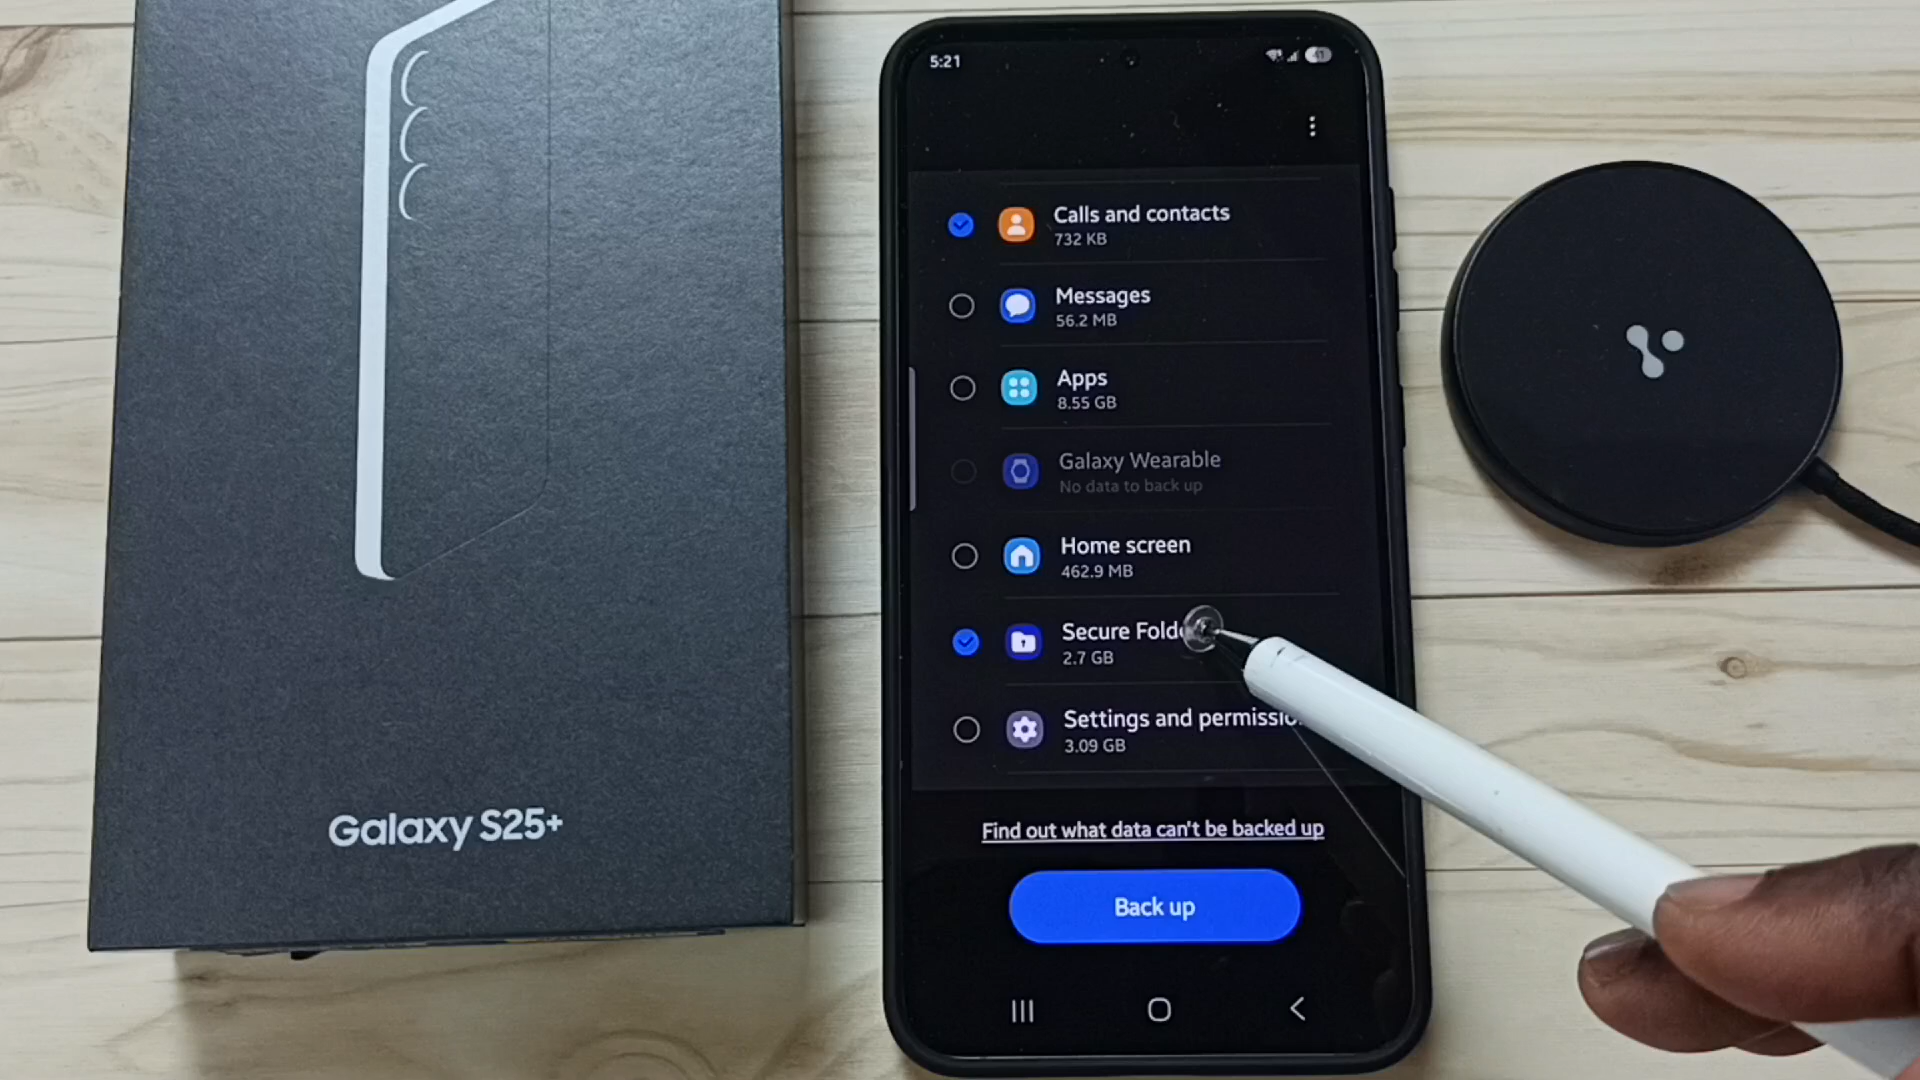 Galaxy S25+
5:21
Calls and contacts
732 KB
Messages
56.2 MB
Apps
8.55 GB
Galaxy Wearable
No data to back up
Home screen
462.9 MB
Secure Folde
2.7 GB
Settings and permissio
3.09 GB
Find out what data can't be backed up
Back up